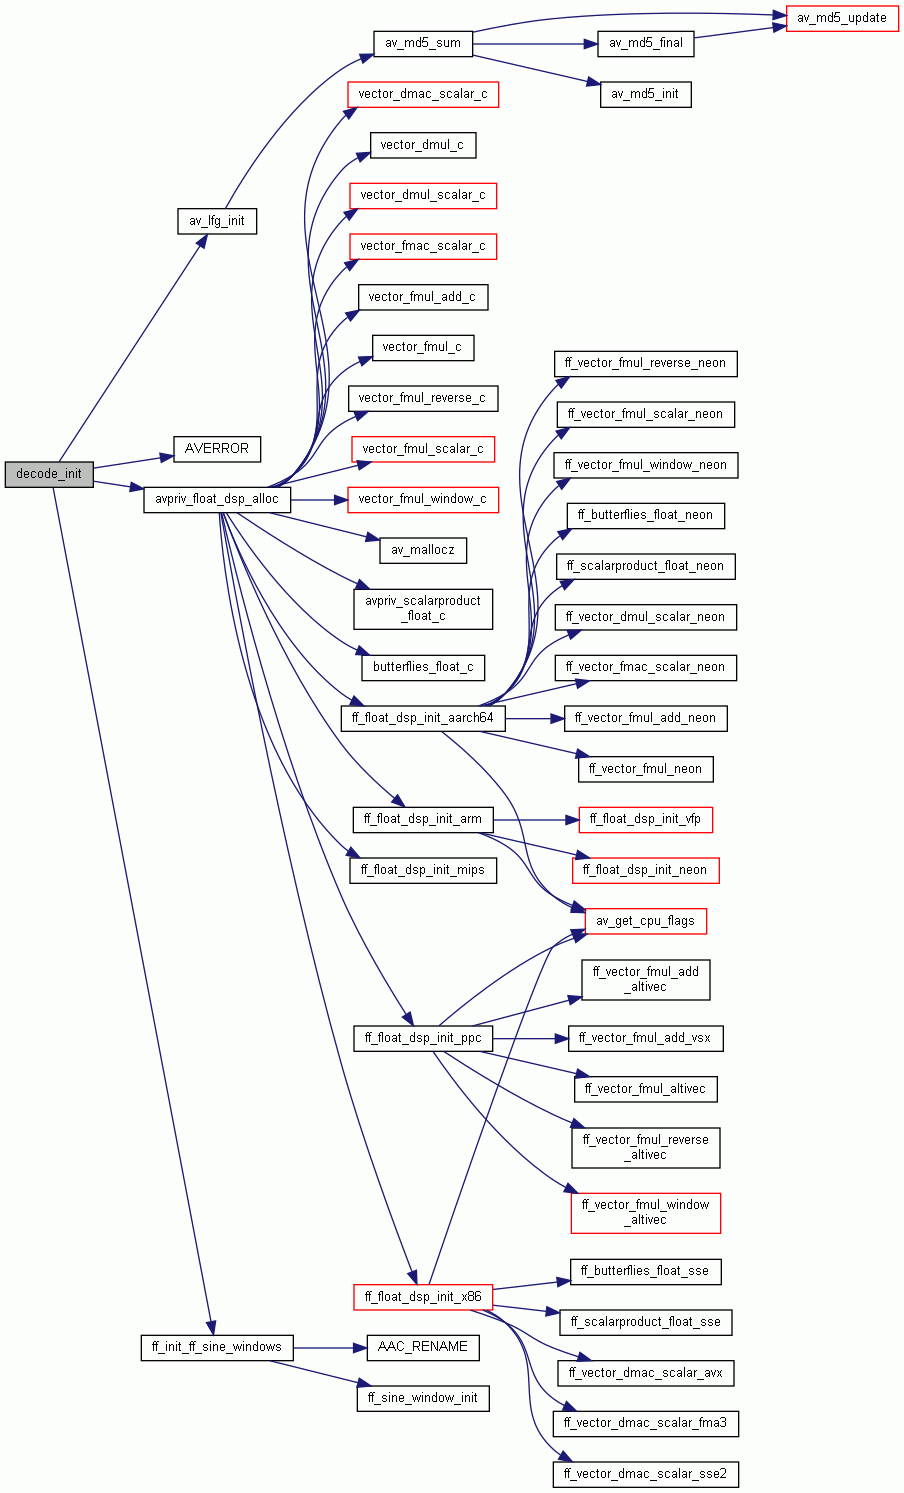 av_md5_update
av_md5_sum
av_md5_final
av_md5_init
vector_dmac_scalar_c
vector_dmul_c
vector_dmul_scalar_c
av_lfg_init
vector_fmac_scalar_c
vector_fmul_add_c
vector_fmul_c
ff_vector_fmul_reverse_neon
vector_fmul_reverse_c
ff_vector_fmul_scalar_neon
AVERROR
vector_fmul_scalar_c
ff_vector_fmul_window_neon
decode_init
avpriv_float_dsp_alloc
vector_fmul_window_c
ff_butterflies_float_neon
av_mallocz
ff_scalarproduct_float_neon
avpriv_scalarproduct
_float_c
ff_vector_dmul_scalar_neon
butterflies_float_c
ff_vector_fmac_scalar_neon
ff_float_dsp_init_aarch64
ff_vector_fmul_add_neon
ff_vector_fmul_neon
ff_float_dsp_init_arm
ff_float_dsp_init_vfp
ff_float_dsp_init_mips
ff_float_dsp_init_neon
av_get_cpu_flags
ff_vector_fmul_add
_altivec
ff_float_dsp_init_ppc
ff_vector_fmul_add_vsx
ff_vector_fmul_altivec
ff_vector_fmul_reverse
_altivec
ff_vector_fmul_window
_altivec
ff_butterflies_float_sse
ff_float_dsp_init_x86
ff_scalarproduct_float_sse
ff_init_ff_sine_windows
AAC_RENAME
ff_vector_dmac_scalar_avx
ff_sine_window_init
ff_vector_dmac_scalar_fma3
ff_vector_dmac_scalar_sse2